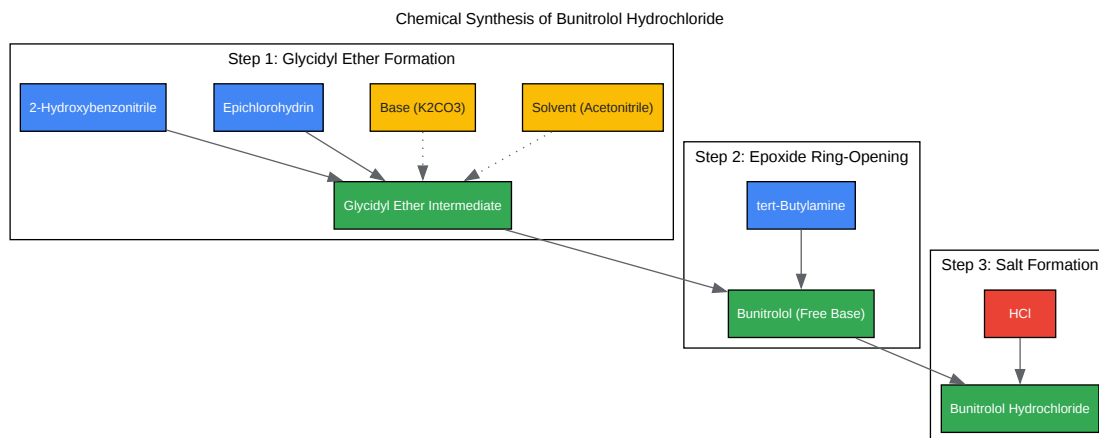 Chemical Synthesis of Bunitrolol Hydrochloride
Step 1: Glycidyl Ether Formation
2-Hydroxybenzonitrile
Epichlorohydrin
Base (K2CO3)
Solvent (Acetonitrile)
Glycidyl Ether Intermediate
Step 2: Epoxide Ring-Opening
tert-Butylamine
Bunitrolol (Free Base)
Step 3: Salt Formation
HCl
Bunitrolol Hydrochloride